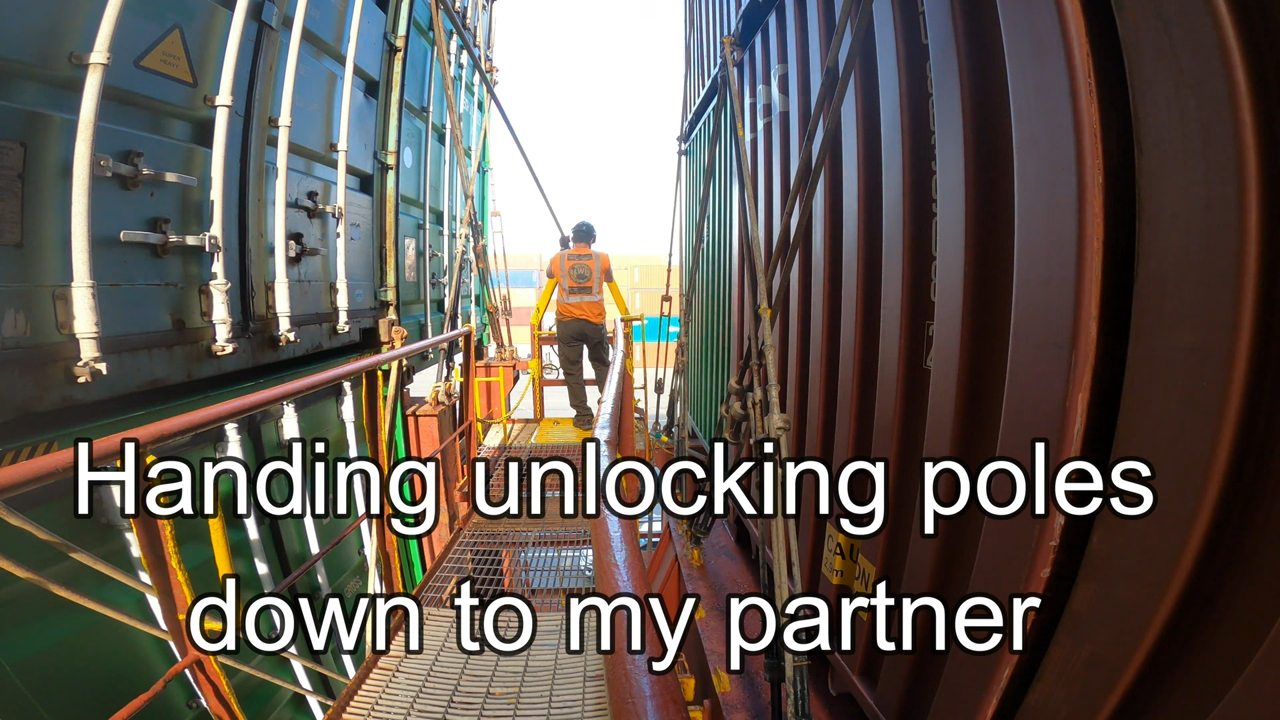 SUPER
HEAVY
Handing unlocking poles
CAUTION
down to my partner